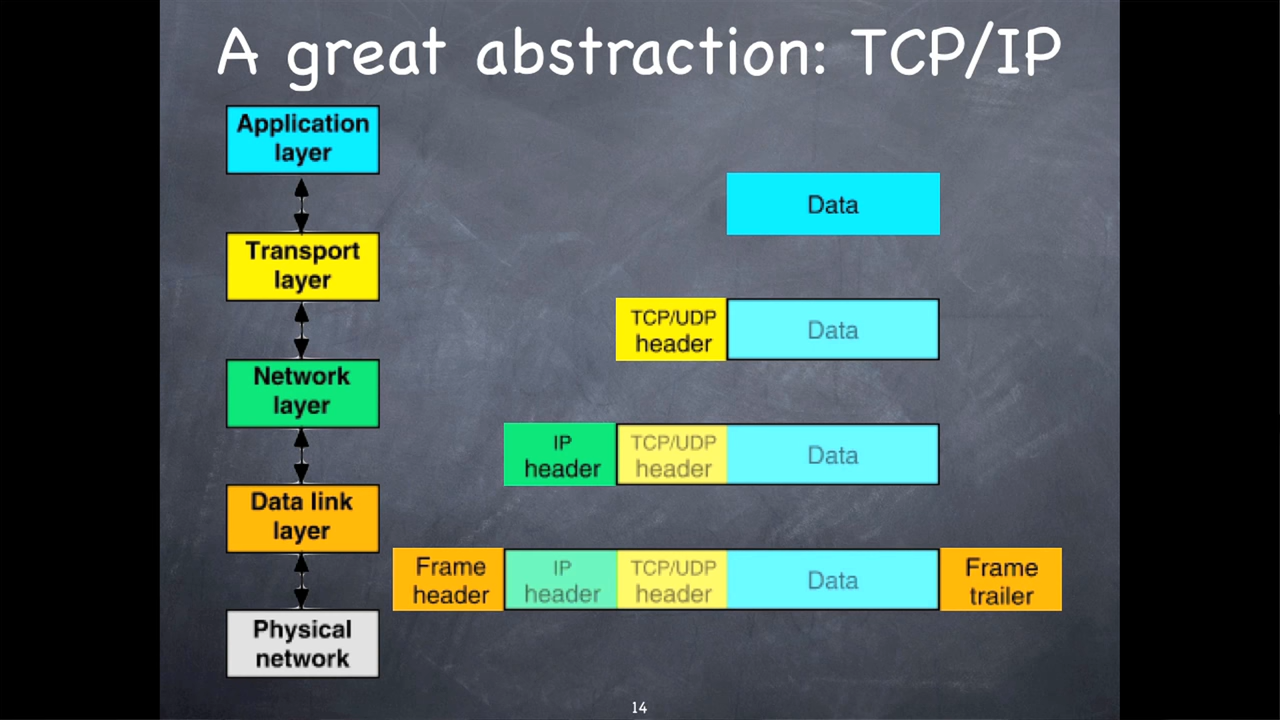 A great abstraction: TCP/IP
Application
layer
Data
Transport
layer
TCP/UDP
header
Data
Network
layer
IP
header
TCP/UDP
header
Data
Data link
layer
Frame
header
IP
header
TCP/UDP
header
Data
Frame
trailer
Physical
network
14